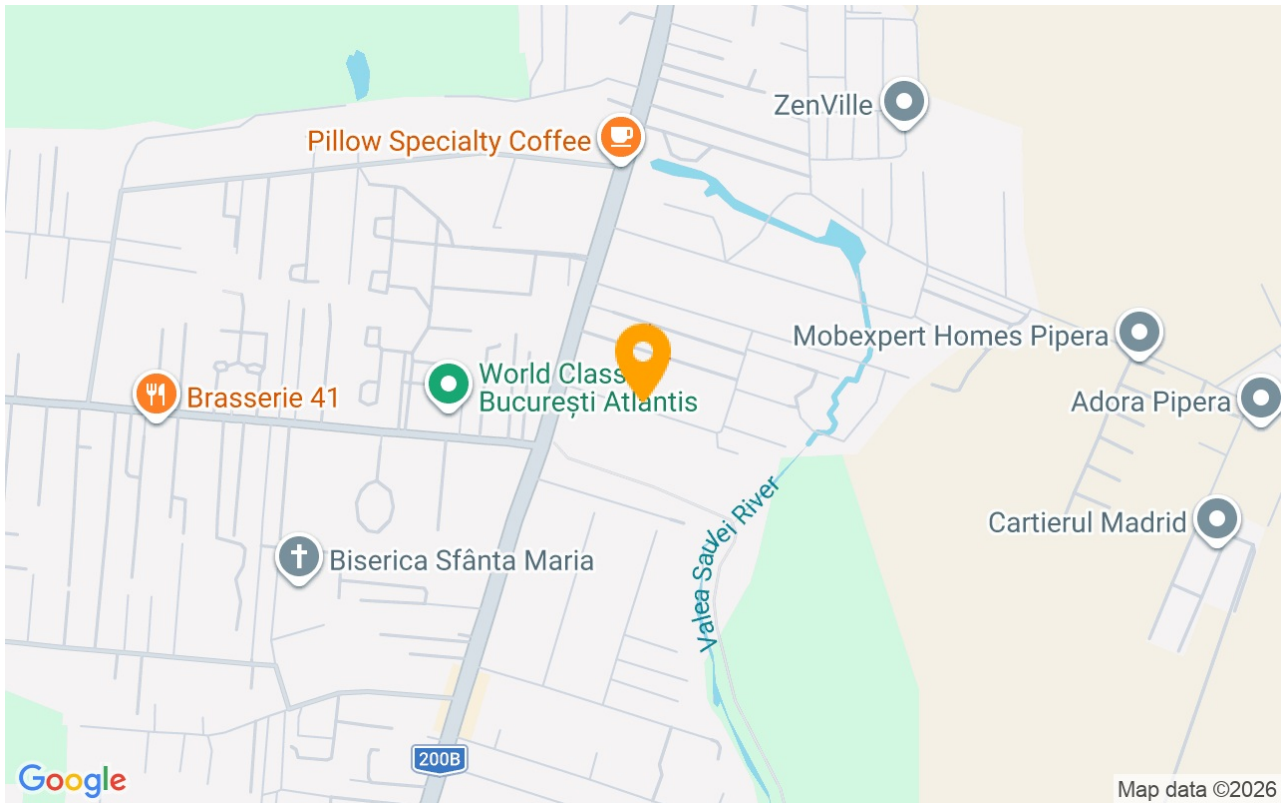 ZenVille
Pillow Specialty Coffee
Mobexpert Homes Pipera
World Class
București Atlantis
Brasserie 41
Adora Pipera
Valea Saulei River
Cartierul Madrid
Biserica Sfânta Maria
200B
Google
Map data ©2026